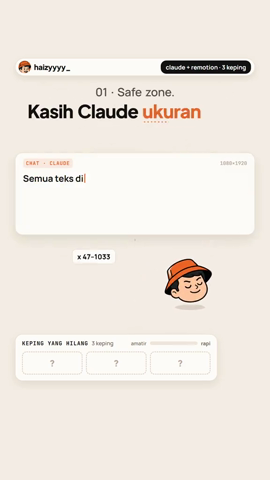 haizyyyy_
claude + remotion · 3 keping
01 · Safe zone.
Kasih Claude ukuran
CHAT · CLAUDE
1080×1920
Semua teks di
x 47–1033
KEPING YANG HILANG 3 keping
amatir rapi
? ? ?